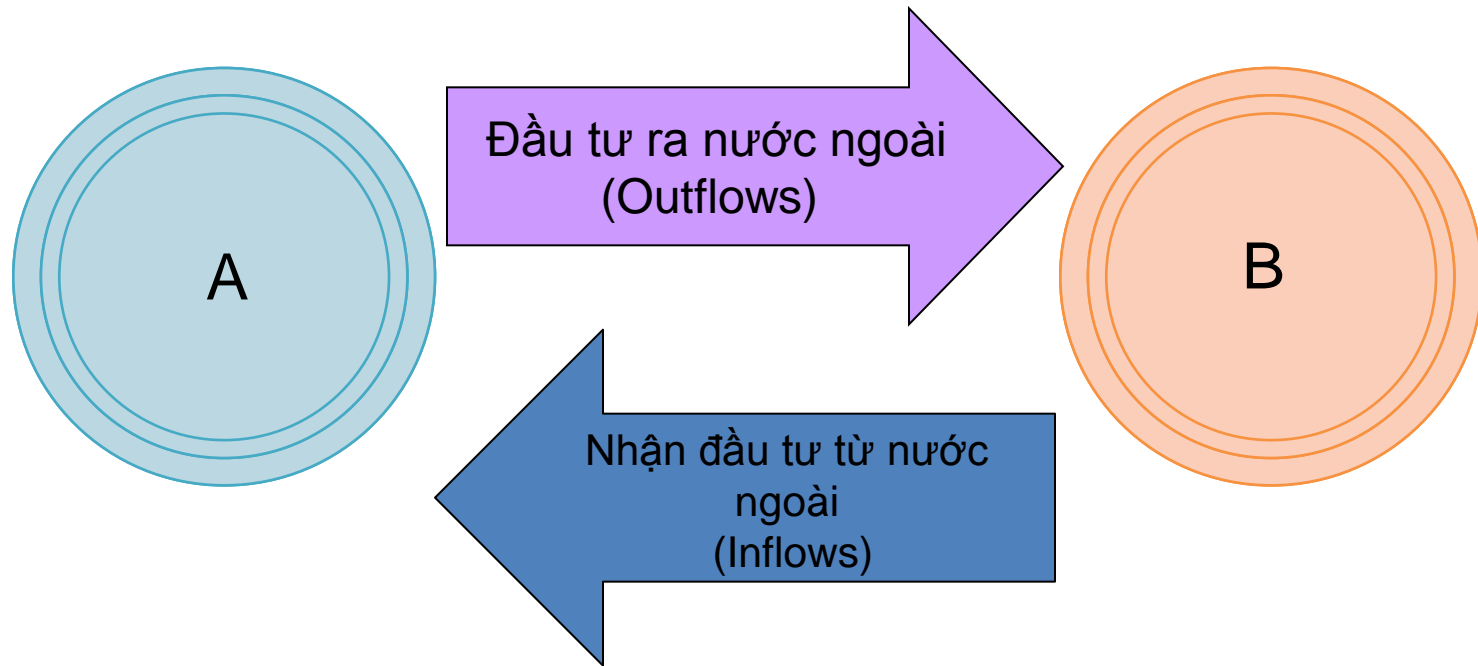 A
Đầu tư ra nước ngoài
(Outflows)
B
Nhận đầu tư từ nước
ngoài
(Inflows)